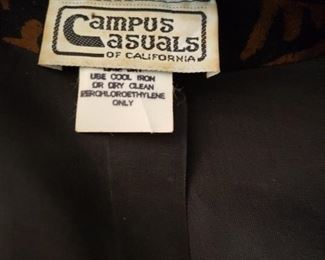 CAMPUS
CASUALS
OF CALIFORNIA
USE COOL IRON
OR DRY CLEAN
PERCHLOROETHYLENE
ONLY